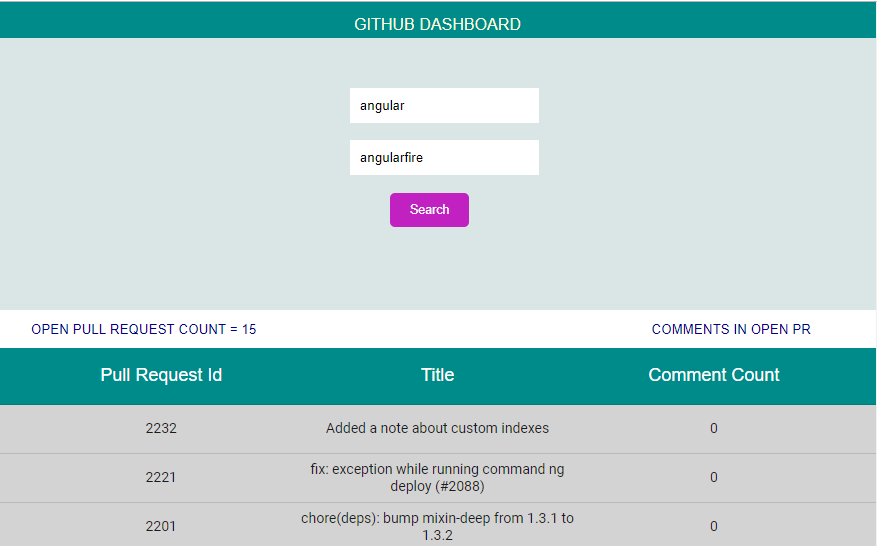 GITHUB DASHBOARD
angular
angularfire
Search
OPEN PULL REQUEST COUNT = 15 COMMENTS IN OPEN PR
Pull Request Id Title Comment Count
2232 Added a note about custom indexes 0
fix: exception while running command ng
2221 0
deploy (#2088)
chore(deps): bump mixin-deep from 1.3.1 to
2201 0
1.3.2